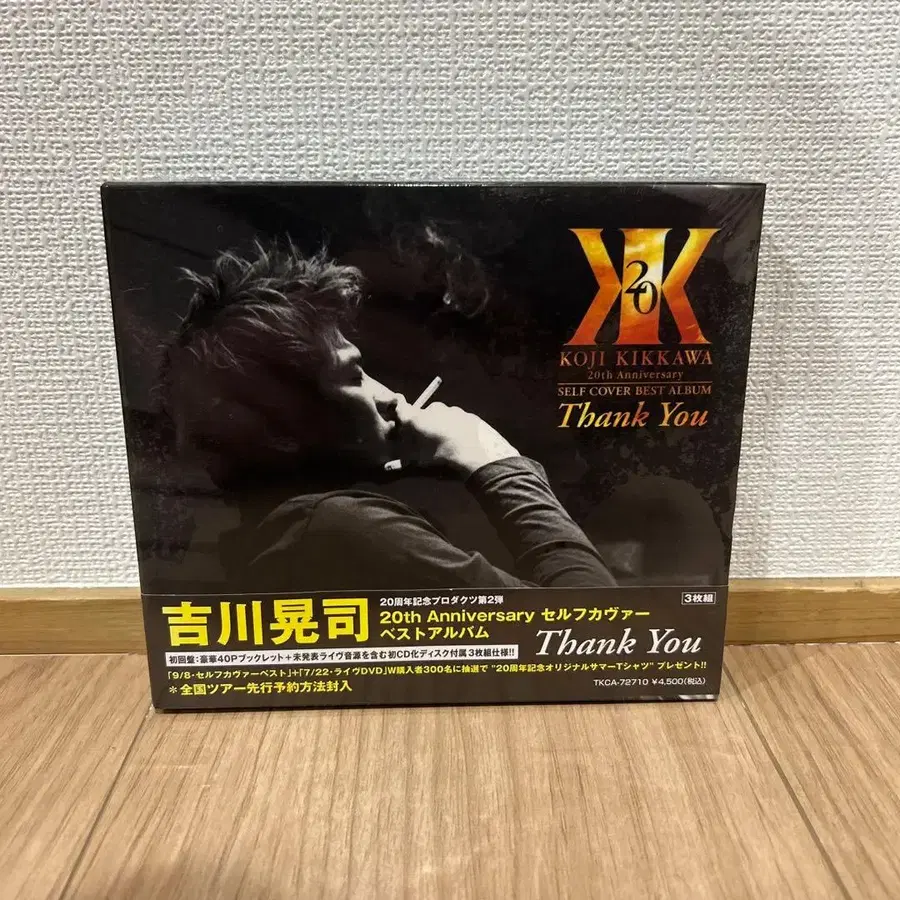 20
KK
KOJI KIKKAWA
20th Anniversary
SELF COVER BEST ALBUM
Thank You
吉川晃司
20周年記念プロダクツ第2弾
20th Anniversary セルフカヴァー
ベストアルバム
Thank You
3枚組
初回盤:豪華40Pブックレット+未発表ライヴ音源を含む初CD化ディスク付属3枚組仕様!!
「9/8・セルフカヴァーベスト」+「7/22・ライヴDVD」W購入者300名に抽選で "20周年記念オリジナルサマーTシャツ" プレゼント!!
*全国ツアー先行予約方法封入
TKCA-72710 ¥4,500(税込)